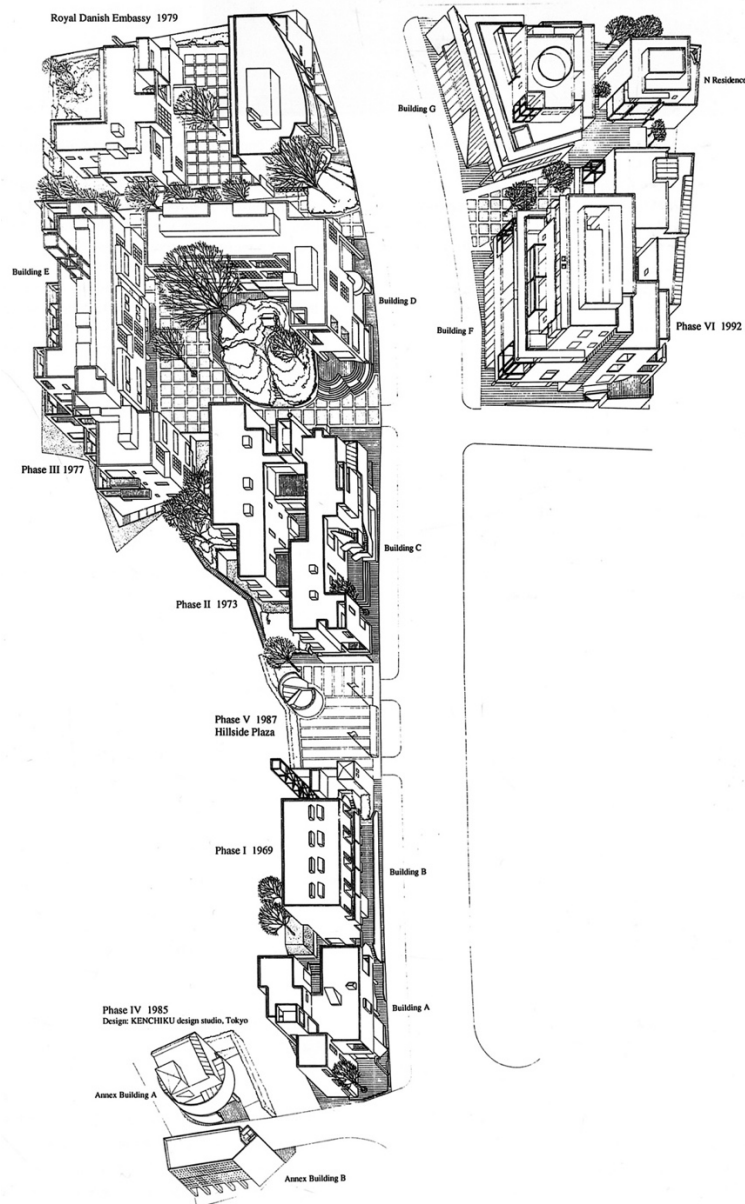 Royal Danish Embassy 1979
N Residence
Building G
Building E
Building D
Building F
Phase VI 1992
Phase III 1977
Building C
Phase II 1973
Phase V 1987
Hillside Plaza
Phase I 1969
Building B
Phase IV 1985
Design: KENCHIKU design studio, Tokyo
Building A
Annex Building A
Annex Building B